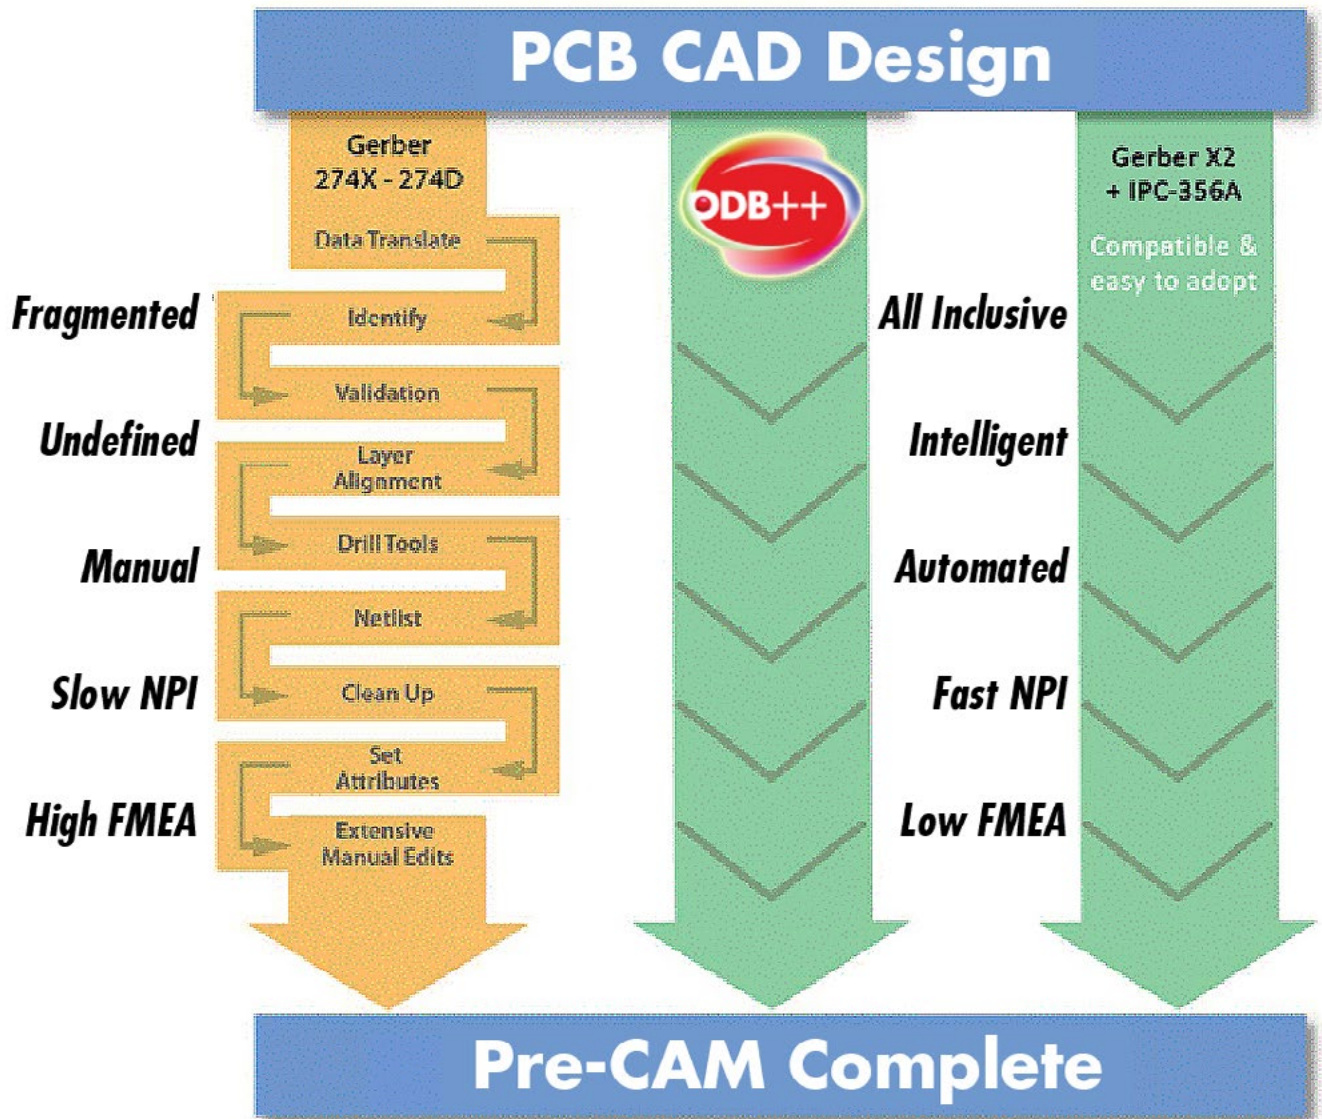 PCB CAD Design
Gerber
274X - 274D
Data Translate
Identify
Validation
Layer
Alignment
Drill Tools
Netlist
Clean Up
Set
Attributes
Extensive
Manual Edits
Fragmented
Undefined
Manual
Slow NPI
High FMEA
ODB++
All Inclusive
Intelligent
Automated
Fast NPI
Low FMEA
Gerber X2
+ IPC-356A
Compatible &
easy to adopt
Pre-CAM Complete